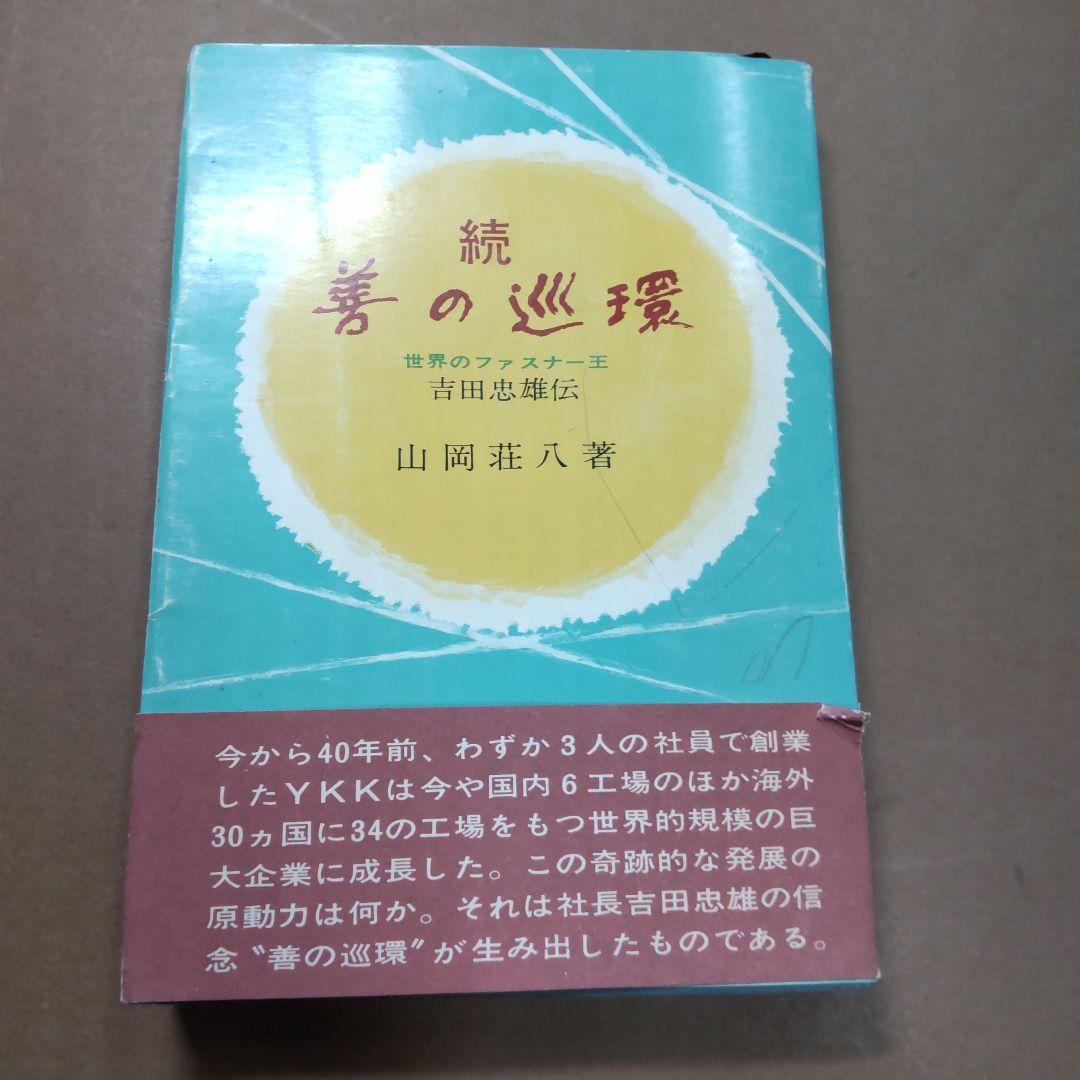 続
善の巡環
世界のファスナー王
吉田忠雄伝
山岡荘八著
今から40年前、わずか3人の社員で創業
したYKKは今や国内6工場のほか海外
30ヵ国に34の工場をもつ世界的規模の巨
大企業に成長した。この奇跡的な発展の
原動力は何か。それは社長吉田忠雄の信
念〝善の巡環〟が生み出したものである。